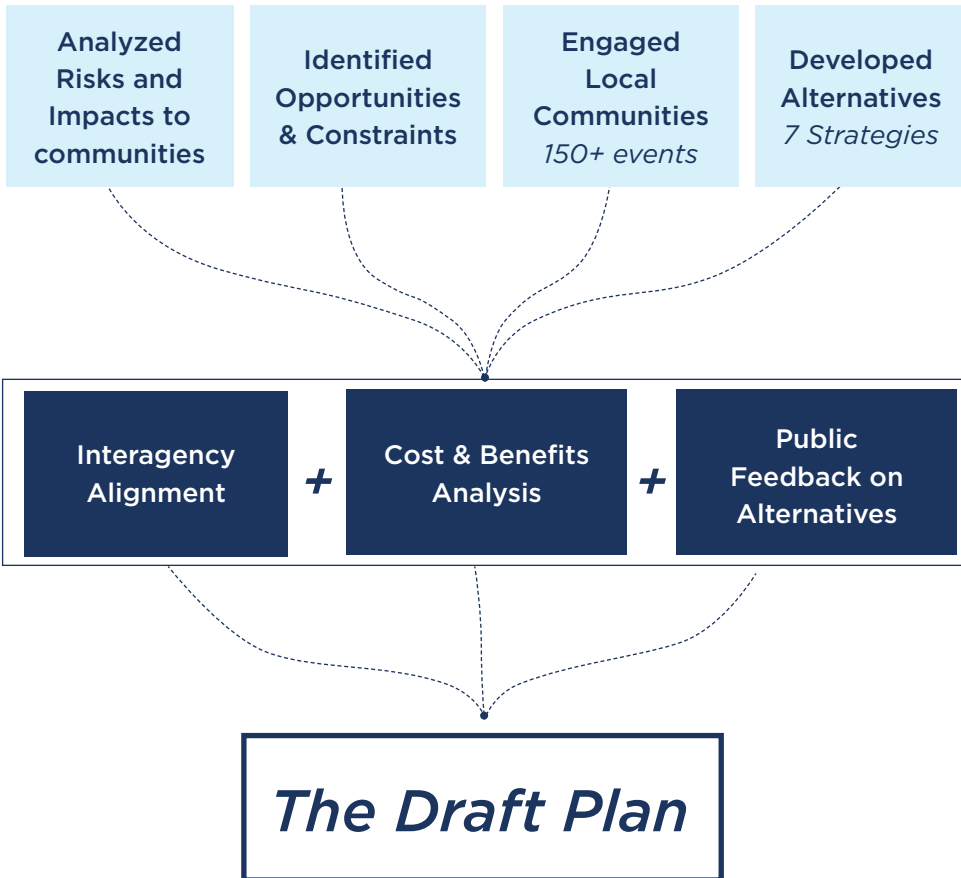 Analyzed
Risks and
Impacts to
communities
Identified
Opportunities
& Constraints
Engaged
Local
Communities
150+ events
Developed
Alternatives
7 Strategies
Interagency
Alignment
+
Cost & Benefits
Analysis
+
Public
Feedback on
Alternatives
The Draft Plan